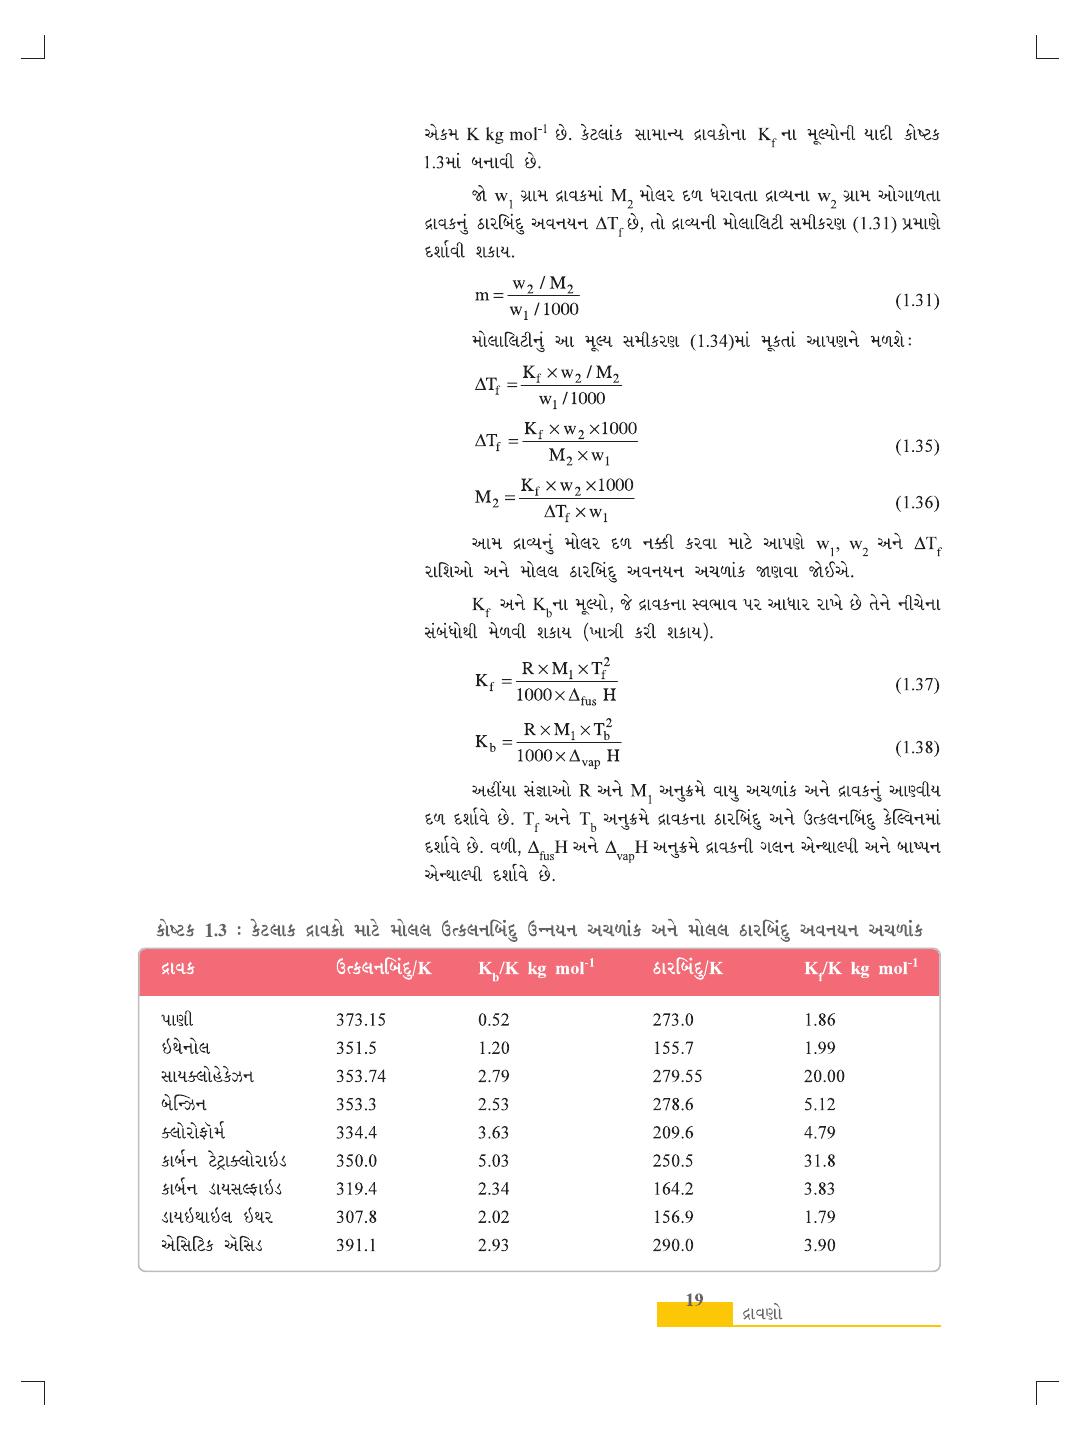 એકમ K kg mol⁻¹ છે. કેટલાંક સામાન્ય દ્રાવકોના K_f ના મૂલ્યોની યાદી કોષ્ટક
1.3માં બનાવી છે.
જો w₁ ગ્રામ દ્રાવકમાં M₂ મોલર દળ ધરાવતા દ્રાવ્યના w₂ ગ્રામ ઓગાળતા
દ્રાવકનું ઠારબિંદુ અવનયન ΔT_f છે, તો દ્રાવ્યની મોલાલિટી સમીકરણ (1.31) પ્રમાણે
દર્શાવી શકાય.
m = (w₂ / M₂) / (w₁ / 1000) (1.31)
મોલાલિટીનું આ મૂલ્ય સમીકરણ (1.34)માં મૂકતાં આપણને મળશે :
ΔT_f = (K_f × w₂ / M₂) / (w₁ / 1000)
ΔT_f = (K_f × w₂ × 1000) / (M₂ × w₁) (1.35)
M₂ = (K_f × w₂ × 1000) / (ΔT_f × w₁) (1.36)
આમ દ્રાવ્યનું મોલર દળ નક્કી કરવા માટે આપણે w₁, w₂ અને ΔT_f
રાશિઓ અને મોલલ ઠારબિંદુ અવનયન અચળાંક જાણવા જોઈએ.
K_f અને K_bના મૂલ્યો, જે દ્રાવકના સ્વભાવ પર આધાર રાખે છે તેને નીચેના
સંબંધોથી મેળવી શકાય (ખાત્રી કરી શકાય).
K_f = (R × M₁ × T_f²) / (1000 × Δ_fus H) (1.37)
K_b = (R × M₁ × T_b²) / (1000 × Δ_vap H) (1.38)
અહીંયા સંજ્ઞાઓ R અને M₁ અનુક્રમે વાયુ અચળાંક અને દ્રાવકનું આણ્વીય
દળ દર્શાવે છે. T_f અને T_b અનુક્રમે દ્રાવકના ઠારબિંદુ અને ઉત્કલનબિંદુ કેલ્વિનમાં
દર્શાવે છે. વળી, Δ_fusH અને Δ_vapH અનુક્રમે દ્રાવકની ગલન એન્થાલ્પી અને બાષ્પન
એન્થાલ્પી દર્શાવે છે.
કોષ્ટક 1.3 : કેટલાક દ્રાવકો માટે મોલલ ઉત્કલનબિંદુ ઉન્નયન અચળાંક અને મોલલ ઠારબિંદુ અવનયન અચળાંક
દ્રાવક ઉત્કલનબિંદુ/K K_b/K kg mol⁻¹ ઠારબિંદુ/K K_f/K kg mol⁻¹
પાણી 373.15 0.52 273.0 1.86
ઇથેનોલ 351.5 1.20 155.7 1.99
સાયક્લોહેકેઝન 353.74 2.79 279.55 20.00
બેન્ઝિન 353.3 2.53 278.6 5.12
ક્લોરોફૉર્મ 334.4 3.63 209.6 4.79
કાર્બન ટેટ્રાક્લોરાઇડ 350.0 5.03 250.5 31.8
કાર્બન ડાયસલ્ફાઇડ 319.4 2.34 164.2 3.83
ડાયઇથાઇલ ઇથર 307.8 2.02 156.9 1.79
એસિટિક ઍસિડ 391.1 2.93 290.0 3.90
19 દ્રાવણો